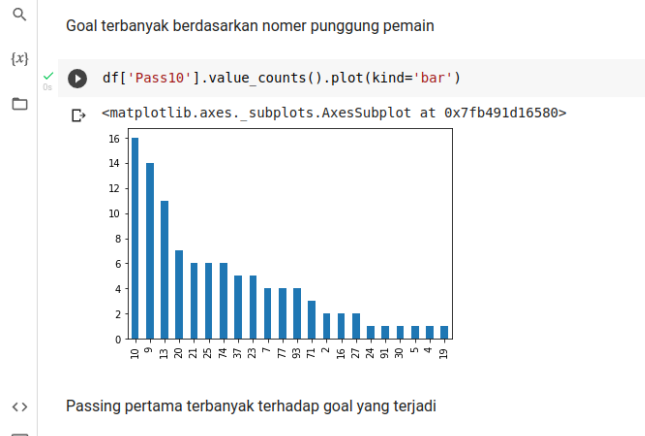 Goal terbanyak berdasarkan nomer punggung pemain
{x}
0s
df['Pass10'].value_counts().plot(kind='bar')
<matplotlib.axes._subplots.AxesSubplot at 0x7fb491d16580>
16
14
12
10
8
6
4
2
0
10 9 13 20 21 25 74 37 23 7 77 93 71 2 16 27 24 91 30 5 4 19
<> Passing pertama terbanyak terhadap goal yang terjadi